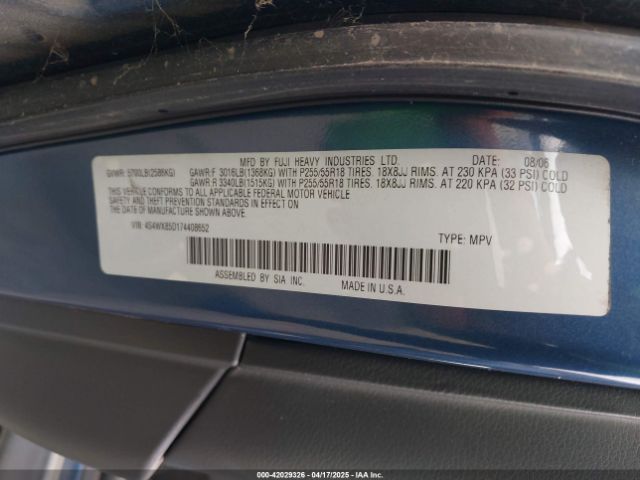 MFD BY FUJI HEAVY INDUSTRIES LTD. DATE: 08/06
GVWR: 5700LB(2586KG) GAWR:F 3016LB(1368KG) WITH P255/55R18 TIRES. 18X8JJ RIMS. AT 230 KPA (33 PSI) COLD
GAWR:R 3340LB(1515KG) WITH P255/55R18 TIRES. 18X8JJ RIMS. AT 220 KPA (32 PSI) COLD
THIS VEHICLE CONFORMS TO ALL APPLICABLE FEDERAL MOTOR VEHICLE
SAFETY AND THEFT PREVENTION STANDARDS IN EFFECT ON THE
DATE OF MANUFACTURE SHOWN ABOVE.
VIN: 4S4WX85D174408652 TYPE: MPV
ASSEMBLED BY SIA INC. MADE IN U.S.A.
000-42029326 - 04/17/2025 - IAAI.COM